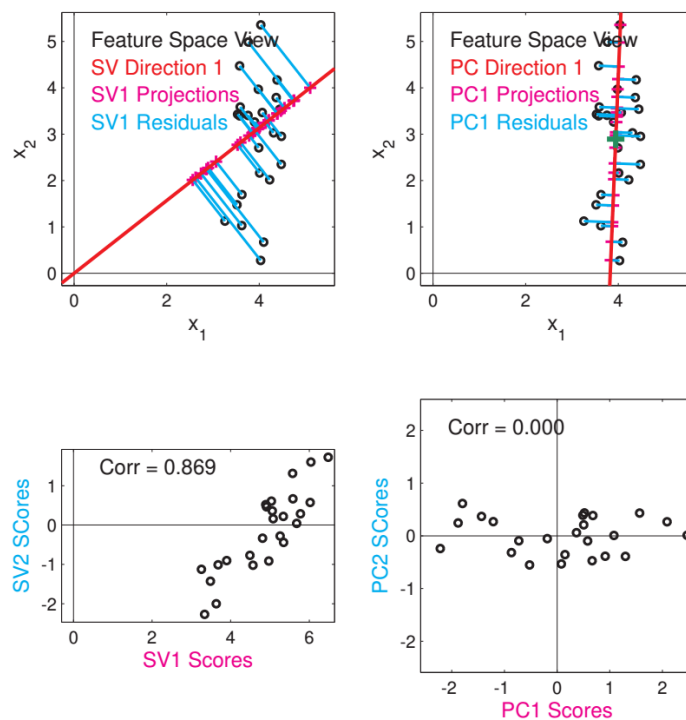 Feature Space View
SV Direction 1
SV1 Projections
SV1 Residuals
5
4
3
2
1
0
x2
0 2 4
x1
Feature Space View
PC Direction 1
PC1 Projections
PC1 Residuals
5
4
3
2
1
0
x2
0 2 4
x1
Corr = 0.869
1
0
-1
-2
SV2 SCores
0 2 4 6
SV1 Scores
Corr = 0.000
2
1
0
-1
-2
PC2 SCores
-2 -1 0 1 2
PC1 Scores